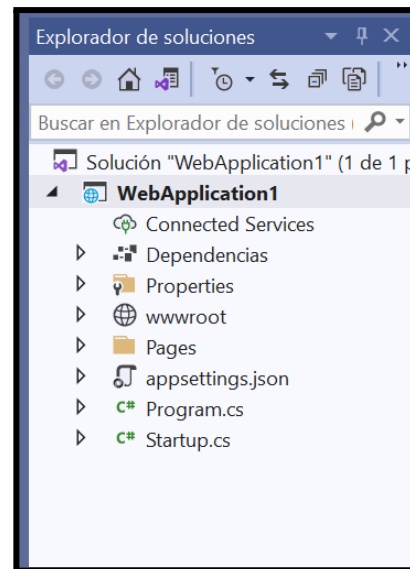 Explorador de soluciones
Buscar en Explorador de soluciones (
Solución "WebApplication1" (1 de 1 p
WebApplication1
Connected Services
Dependencias
Properties
wwwroot
Pages
appsettings.json
C# Program.cs
C# Startup.cs